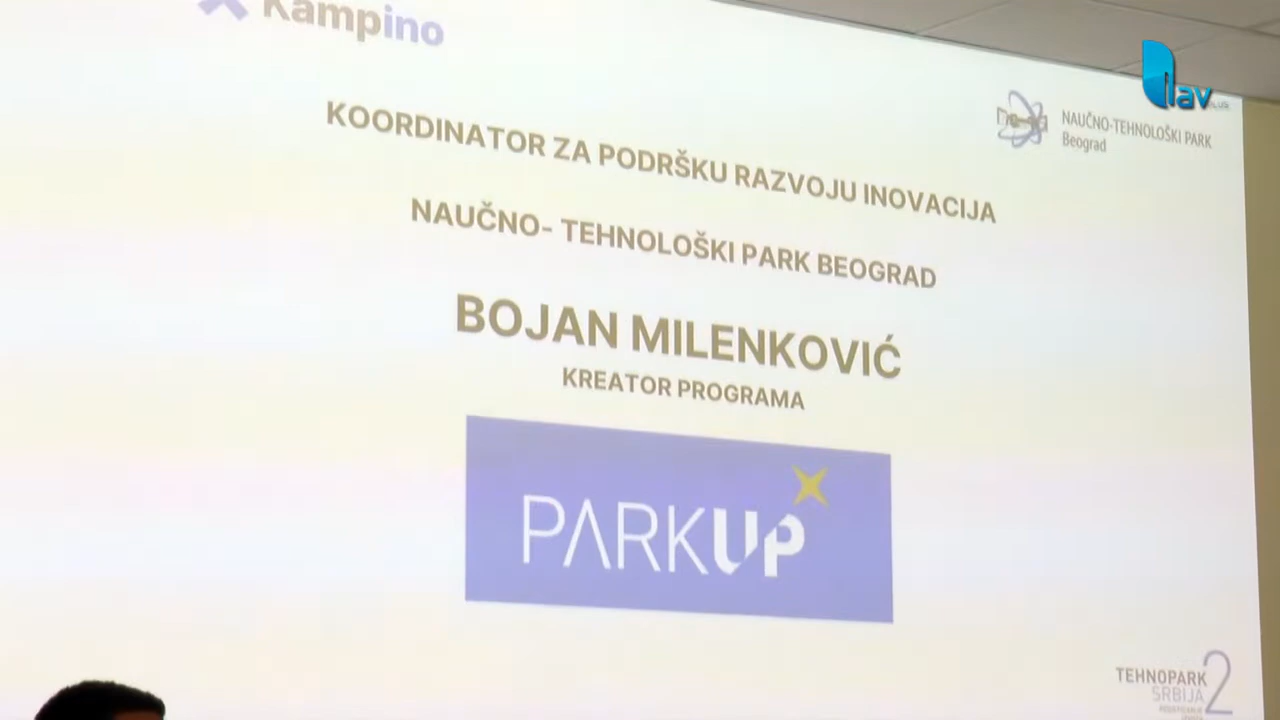 Kampino
lav
NAUČNO-TEHNOLOŠKI PARK
Beograd
KOORDINATOR ZA PODRŠKU RAZVOJU INOVACIJA
NAUČNO- TEHNOLOŠKI PARK BEOGRAD
BOJAN MILENKOVIĆ
KREATOR PROGRAMA
PARKUP
TEHNOPARK 2
SRBIJA